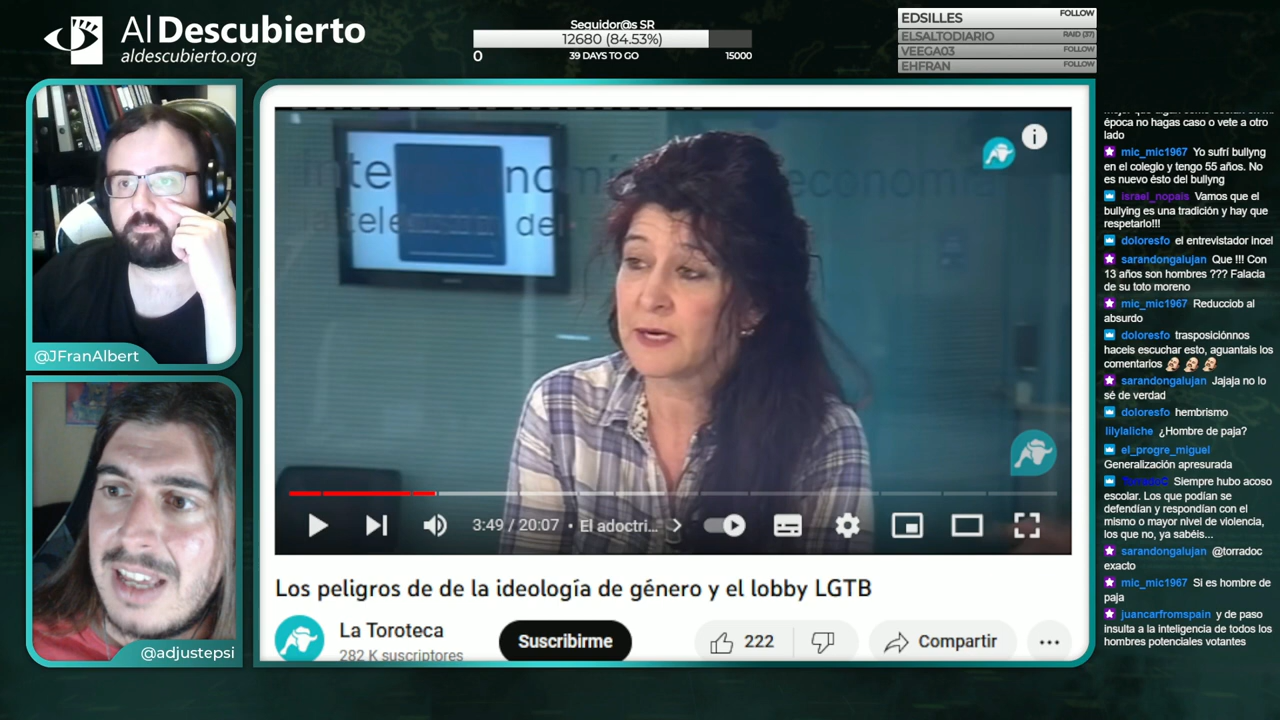 Al Descubierto
aldescubierto.org
Seguidor@s SR
12680 (84.53%)
0
39 DAYS TO GO
15000
EDSILLES
FOLLOW
ELSALTODIARIO
RAID (37)
VEEGA03
FOLLOW
EHFRAN
FOLLOW
@JFranAlbert
@adjustepsi
3:49 / 20:07 • El adoctri...
Los peligros de de la ideología de género y el lobby LGTB
La Toroteca
282 K suscriptores
Suscribirme
222
Compartir
época no hagas caso o vete a otro
lado
mic_mic1967 Yo sufrí bullyng
en el colegio y tengo 55 años. No
es nuevo ésto del bullyng
israel_nopais Vamos que el
bullying es una tradición y hay que
respetarlo!!!
doloresfo el entrevistador incel
sarandongalujan Que !!! Con
13 años son hombres ??? Falacia
de su toto moreno
mic_mic1967 Reducciob al
absurdo
doloresfo trasposiciónnos
haceis escuchar esto, aguantais los
comentarios
sarandongalujan Jajaja no lo
sé de verdad
doloresfo hembrismo
lilylaliche ¿Hombre de paja?
el_progre_miguel
Generalización apresurada
TorradoC Siempre hubo acoso
escolar. Los que podían se
defendían y respondían con el
mismo o mayor nivel de violencia,
los que no, ya sabéis...
sarandongalujan @torradoc
exacto
mic_mic1967 Si es hombre de
paja
juancarfromspain y de paso
insulta a la inteligencia de todos los
hombres potenciales votantes